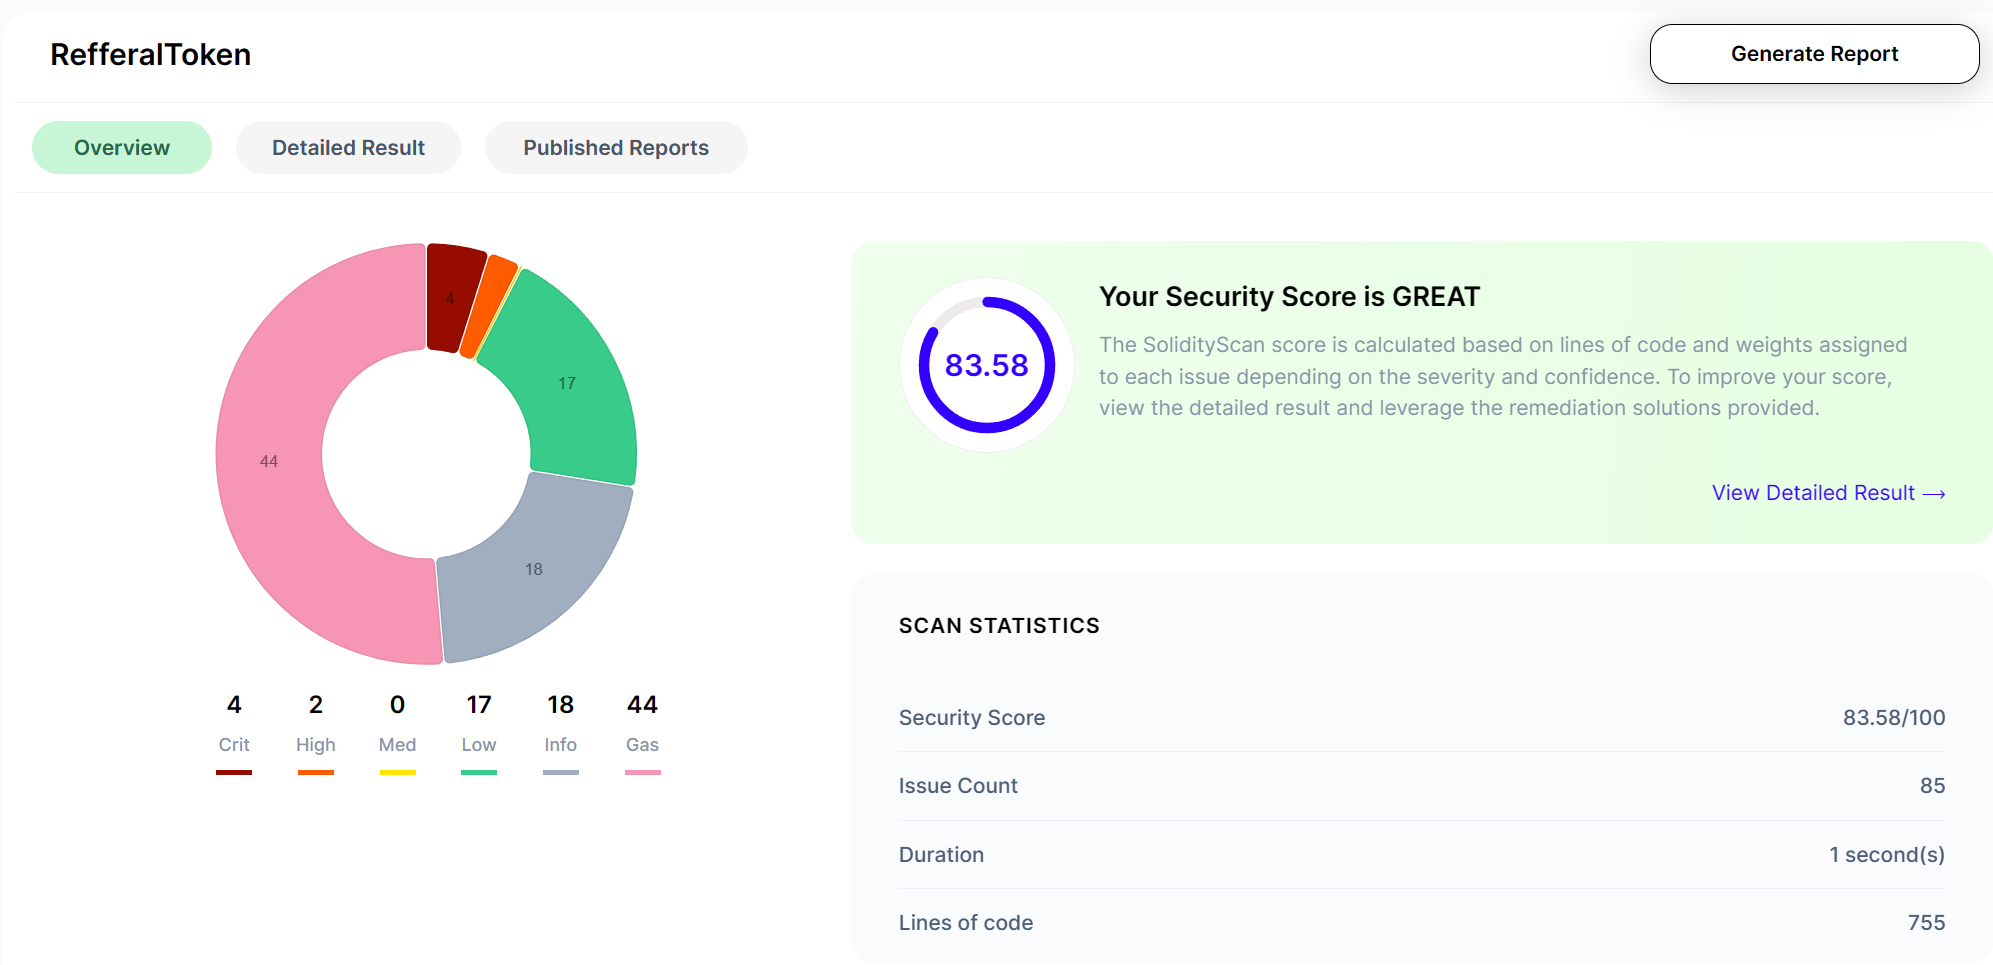 RefferalToken
Generate Report
Overview
Detailed Result
Published Reports
4
17
18
44
4
2
0
17
18
44
Crit
High
Med
Low
Info
Gas
83.58
Your Security Score is GREAT
The SolidityScan score is calculated based on lines of code and weights assigned
to each issue depending on the severity and confidence. To improve your score,
view the detailed result and leverage the remediation solutions provided.
View Detailed Result →
SCAN STATISTICS
Security Score 83.58/100
Issue Count 85
Duration 1 second(s)
Lines of code 755